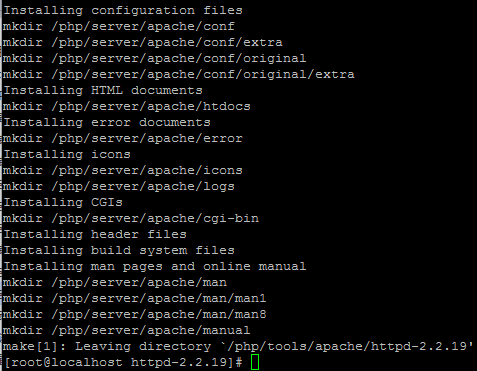 Installing configuration files
mkdir /php/server/apache/conf
mkdir /php/server/apache/conf/extra
mkdir /php/server/apache/conf/original
mkdir /php/server/apache/conf/original/extra
Installing HTML documents
mkdir /php/server/apache/htdocs
Installing error documents
mkdir /php/server/apache/error
Installing icons
mkdir /php/server/apache/icons
mkdir /php/server/apache/logs
Installing CGIs
mkdir /php/server/apache/cgi-bin
Installing header files
Installing build system files
Installing man pages and online manual
mkdir /php/server/apache/man
mkdir /php/server/apache/man/man1
mkdir /php/server/apache/man/man8
mkdir /php/server/apache/manual
make[1]: Leaving directory `/php/tools/apache/httpd-2.2.19'
[root@localhost httpd-2.2.19]#